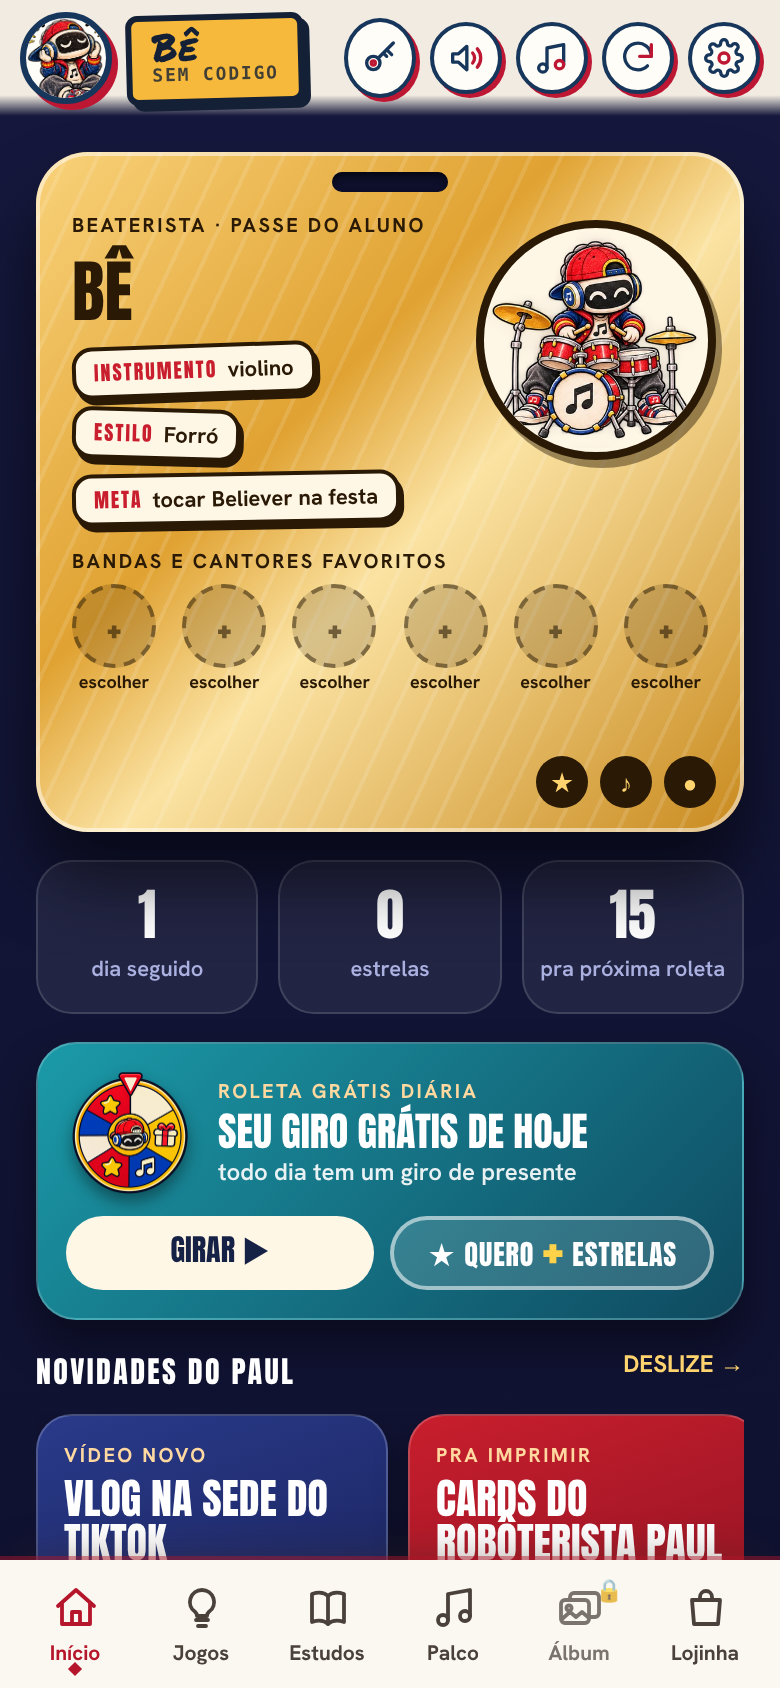 BÊ
SEM CODIGO
BEATERISTA · PASSE DO ALUNO
BÊ
INSTRUMENTO violino
ESTILO Forró
META tocar Believer na festa
BANDAS E CANTORES FAVORITOS
+ + + + + +
escolher escolher escolher escolher escolher escolher
1 0 15
dia seguido estrelas pra próxima roleta
ROLETA GRÁTIS DIÁRIA
SEU GIRO GRÁTIS DE HOJE
todo dia tem um giro de presente
GIRAR ▶ ★ QUERO + ESTRELAS
NOVIDADES DO PAUL DESLIZE →
VÍDEO NOVO
VLOG NA SEDE DO
TIKTOK
PRA IMPRIMIR
CARDS DO
ROBÔTERISTA PAUL
Início Jogos Estudos Palco Álbum Lojinha